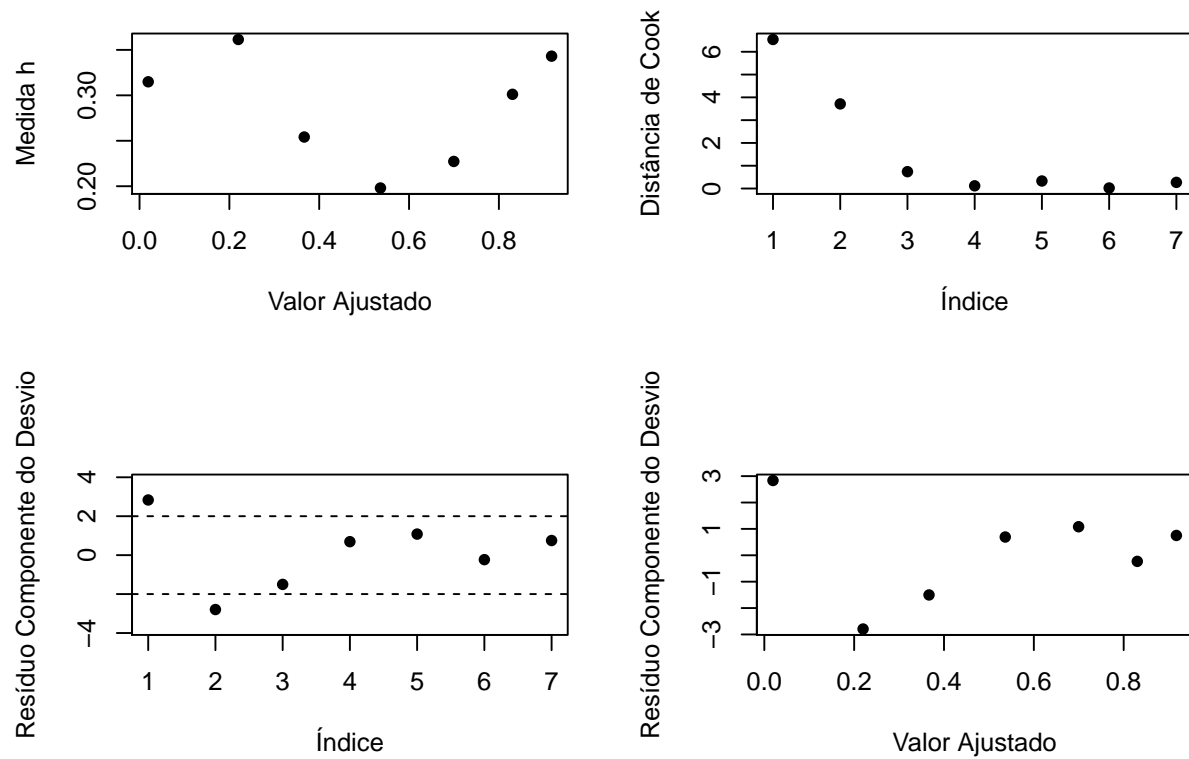 Medida h
0.20 0.30
0.0 0.2 0.4 0.6 0.8
Valor Ajustado
Distância de Cook
0 2 4 6
1 2 3 4 5 6 7
Índice
Resíduo Componente do Desvio
−4 0 2 4
1 2 3 4 5 6 7
Índice
Resíduo Componente do Desvio
−3 −1 1 3
0.0 0.2 0.4 0.6 0.8
Valor Ajustado